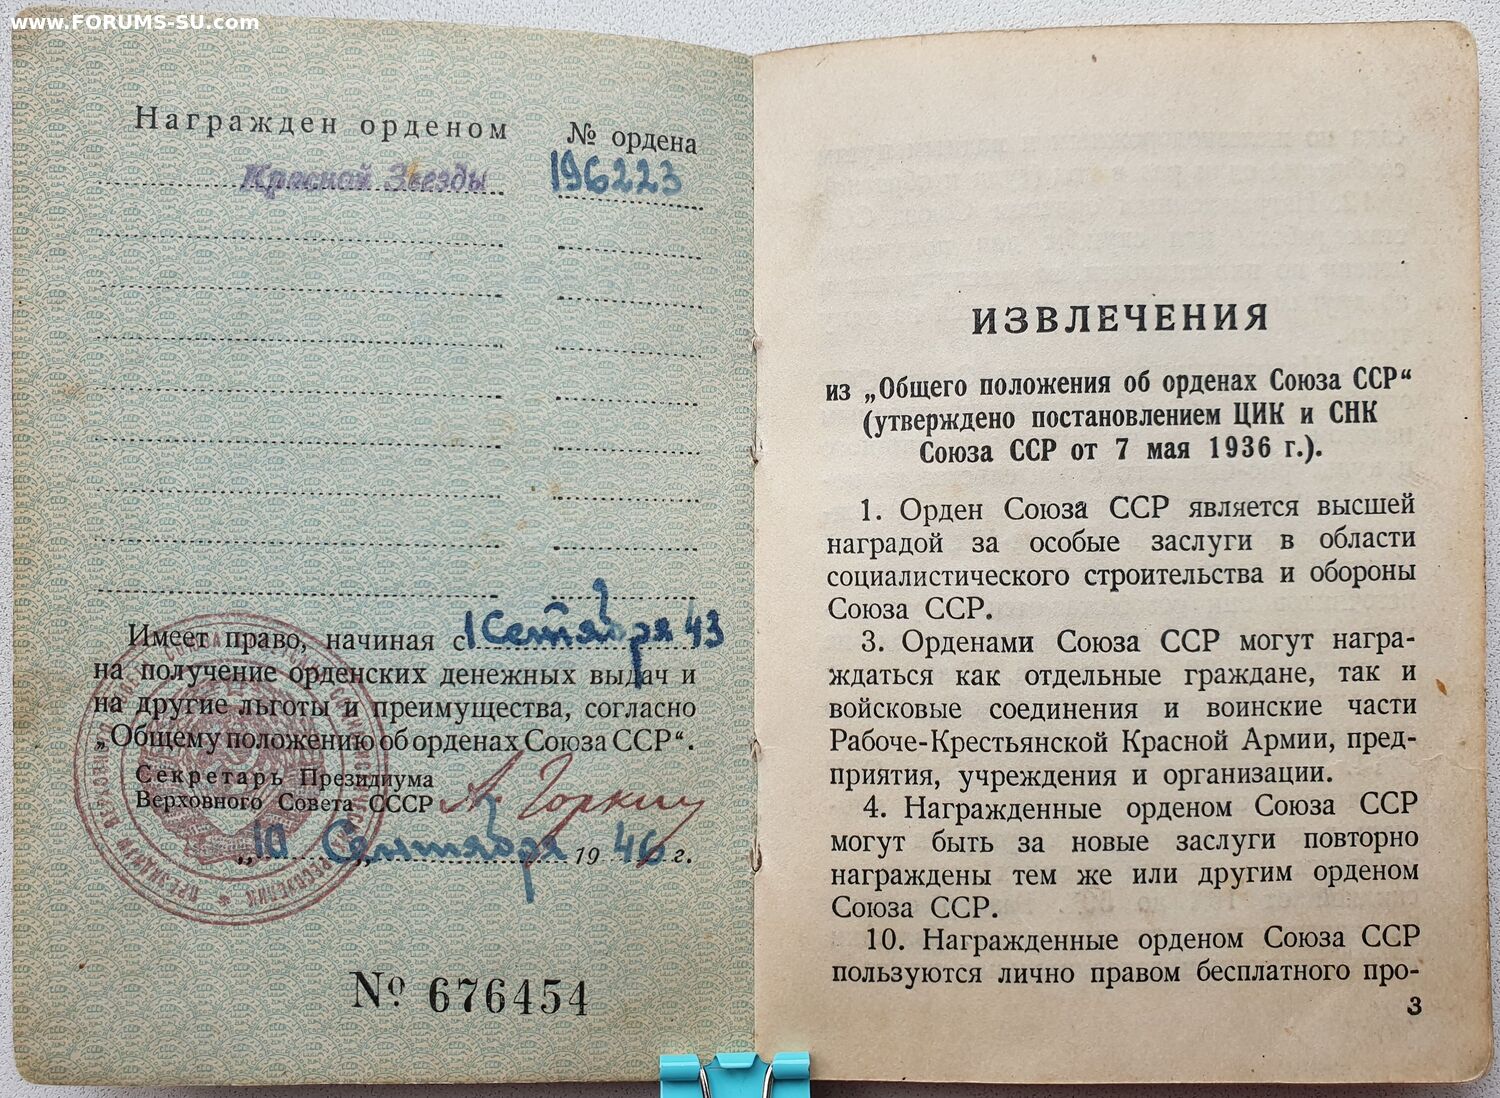 www.FORUMS-SU.com
Награжден орденом
№ ордена
Красной Звезды
196223
Имеет право, начиная с 1 Сентября 43
на получение орденских денежных выдач и
на другие льготы и преимущества, согласно
„Общему положению об орденах Союза ССР“.
Секретарь Президиума
Верховного Совета СССР
А. Горкин
„10 Сентября 1946 г.
№ 676454
ИЗВЛЕЧЕНИЯ
из „Общего положения об орденах Союза ССР“
(утверждено постановлением ЦИК и СНК
Союза ССР от 7 мая 1936 г.).
1. Орден Союза ССР является высшей
наградой за особые заслуги в области
социалистического строительства и обороны
Союза ССР.
3. Орденами Союза ССР могут награ-
ждаться как отдельные граждане, так и
войсковые соединения и воинские части
Рабоче-Крестьянской Красной Армии, пред-
приятия, учреждения и организации.
4. Награжденные орденом Союза ССР
могут быть за новые заслуги повторно
награждены тем же или другим орденом
Союза ССР.
10. Награжденные орденом Союза ССР
пользуются лично правом бесплатного про-
3